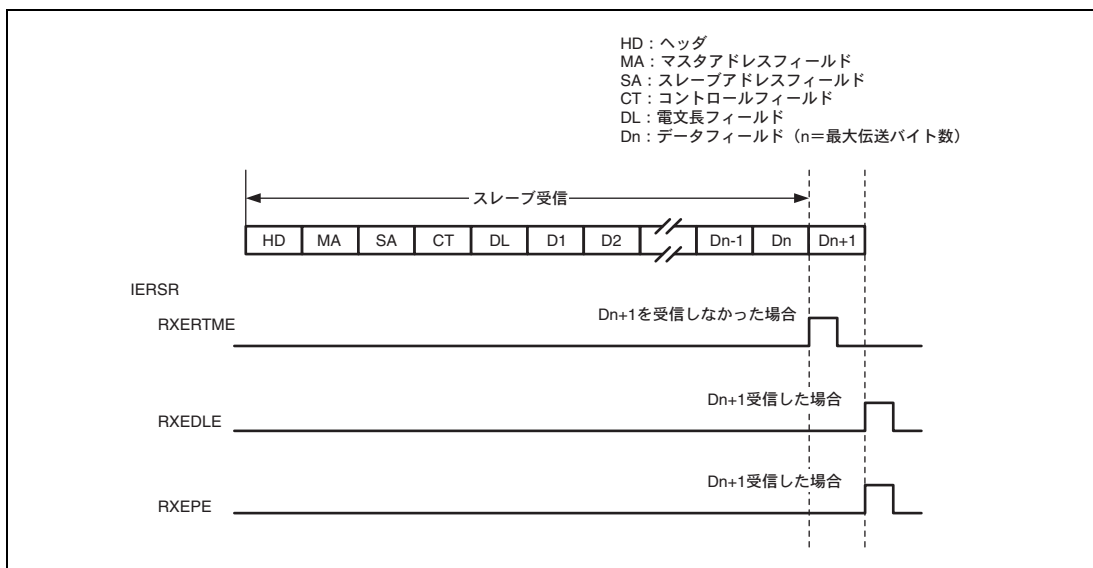 HD：ヘッダ
MA：マスタアドレスフィールド
SA：スレーブアドレスフィールド
CT：コントロールフィールド
DL：電文長フィールド
Dn：データフィールド（n＝最大伝送バイト数）
スレーブ受信
HD MA SA CT DL D1 D2 Dn-1 Dn Dn+1
IERSR
Dn+1を受信しなかった場合
RXERTME
Dn+1受信した場合
RXEDLE
Dn+1受信した場合
RXEPE